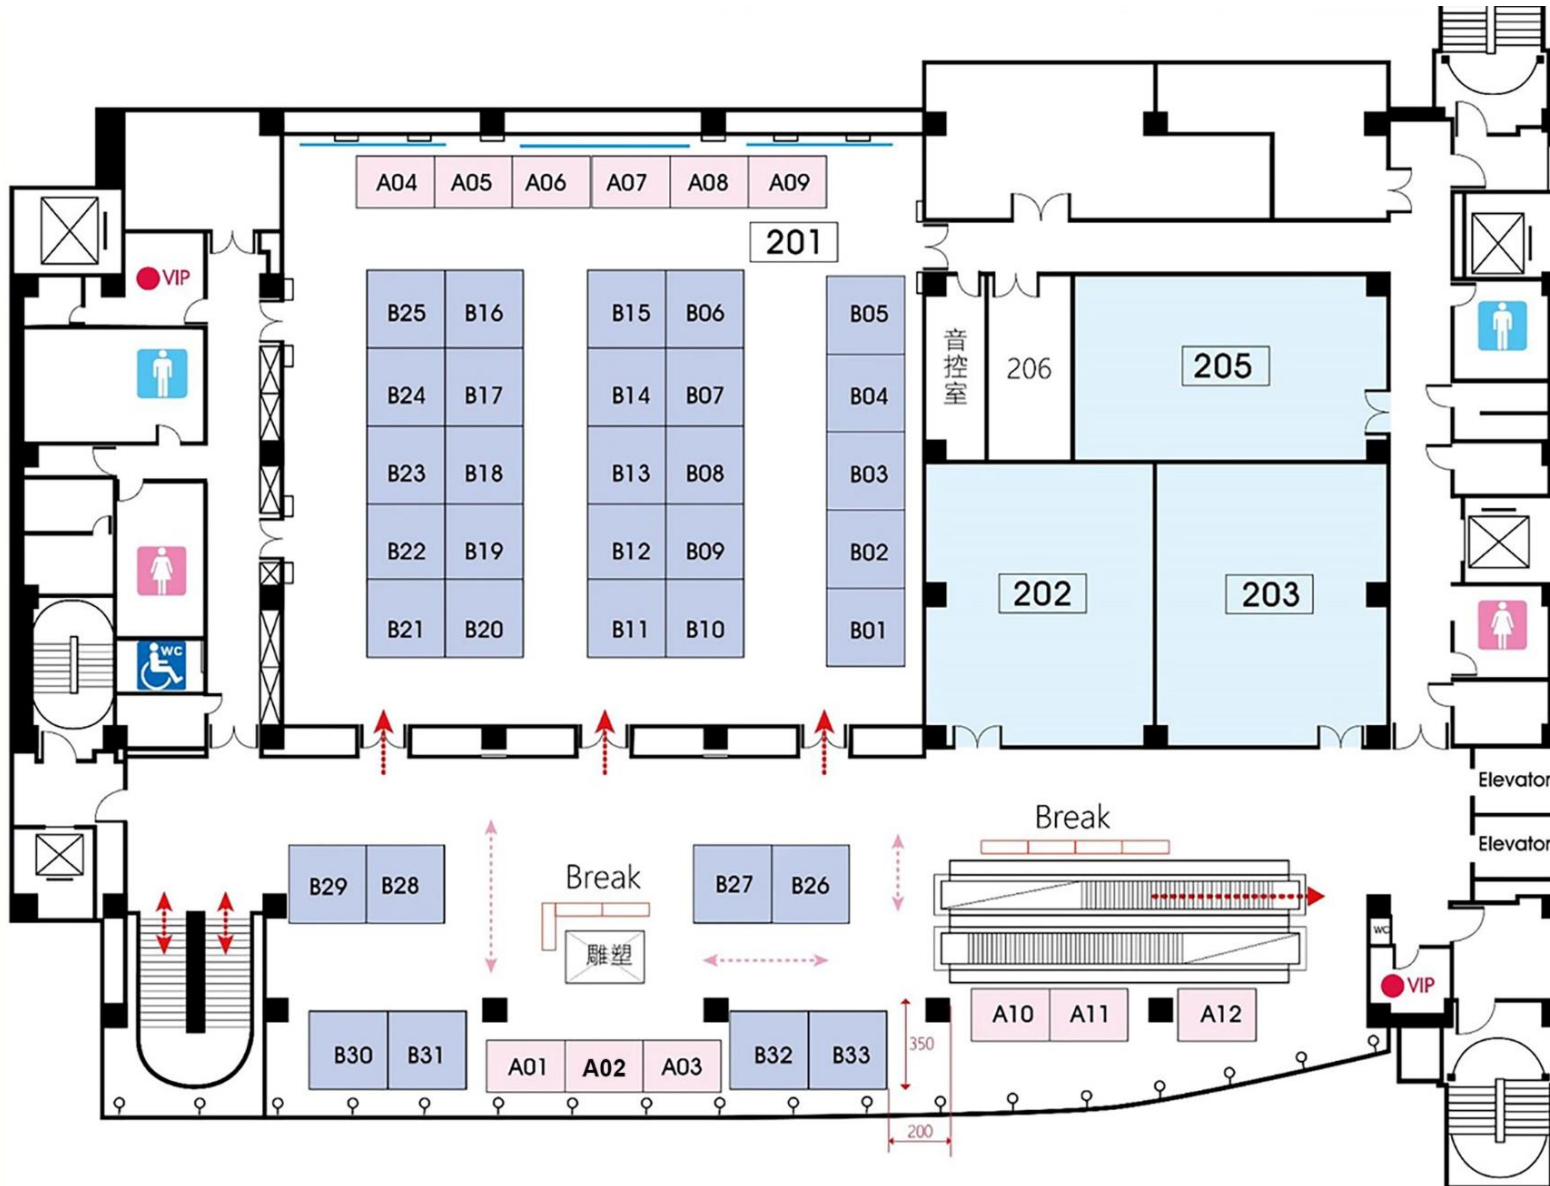 A04 A05 A06 A07 A08 A09
201
VIP
B25 B16 B15 B06 B05
音控室
206
205
B24 B17 B14 B07 B04
B23 B18 B13 B08 B03
B22 B19 B12 B09 B02
202
203
B21 B20 B11 B10 B01
WC
Elevator
Elevator
Break
Break
B29 B28
B27 B26
雕塑
WC
VIP
A10 A11 A12
350
B30 B31
A01 A02 A03
B32 B33
200